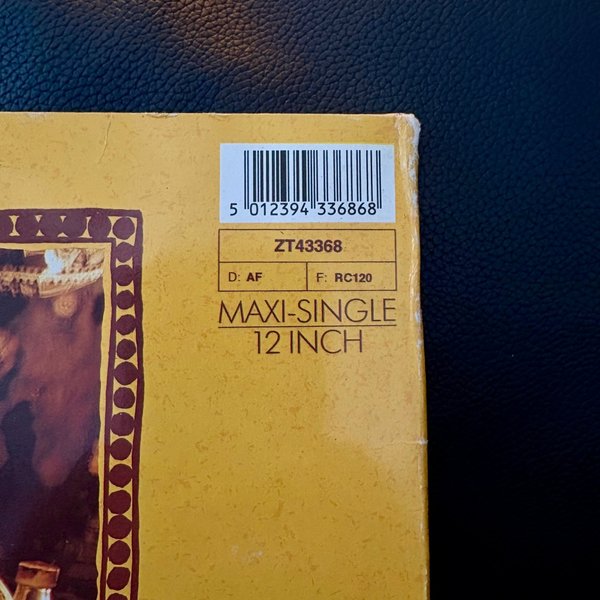 5 012394 336868
ZT43368
D: AF F: RC120
MAXI-SINGLE
12 INCH